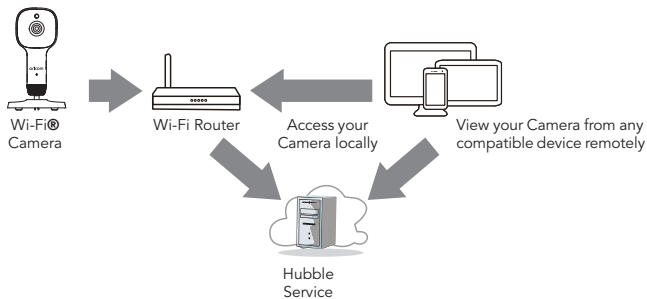 oricom
Wi-Fi®
Camera
Wi-Fi Router
Access your
Camera locally
View your Camera from any
compatible device remotely
Hubble
Service